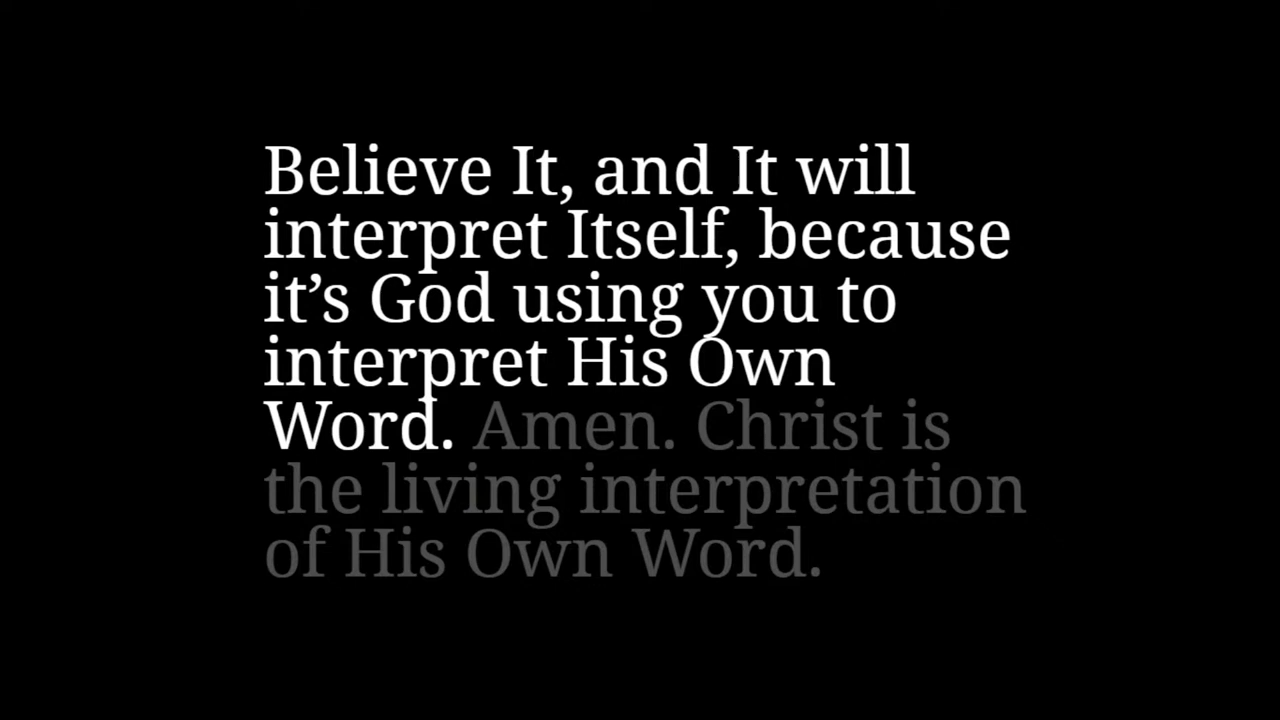 Believe It, and It will
interpret Itself, because
it’s God using you to
interpret His Own
Word. Amen. Christ is
the living interpretation
of His Own Word.